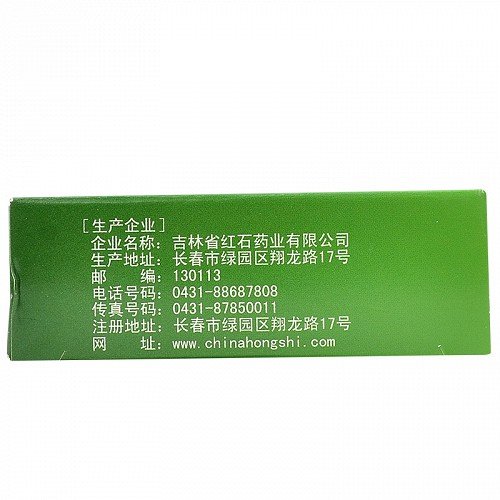 [生产企业]
企业名称：吉林省红石药业有限公司
生产地址：长春市绿园区翔龙路17号
邮 编：130113
电话号码：0431-88687808
传真号码：0431-87850011
注册地址：长春市绿园区翔龙路17号
网 址：www.chinahongshi.com